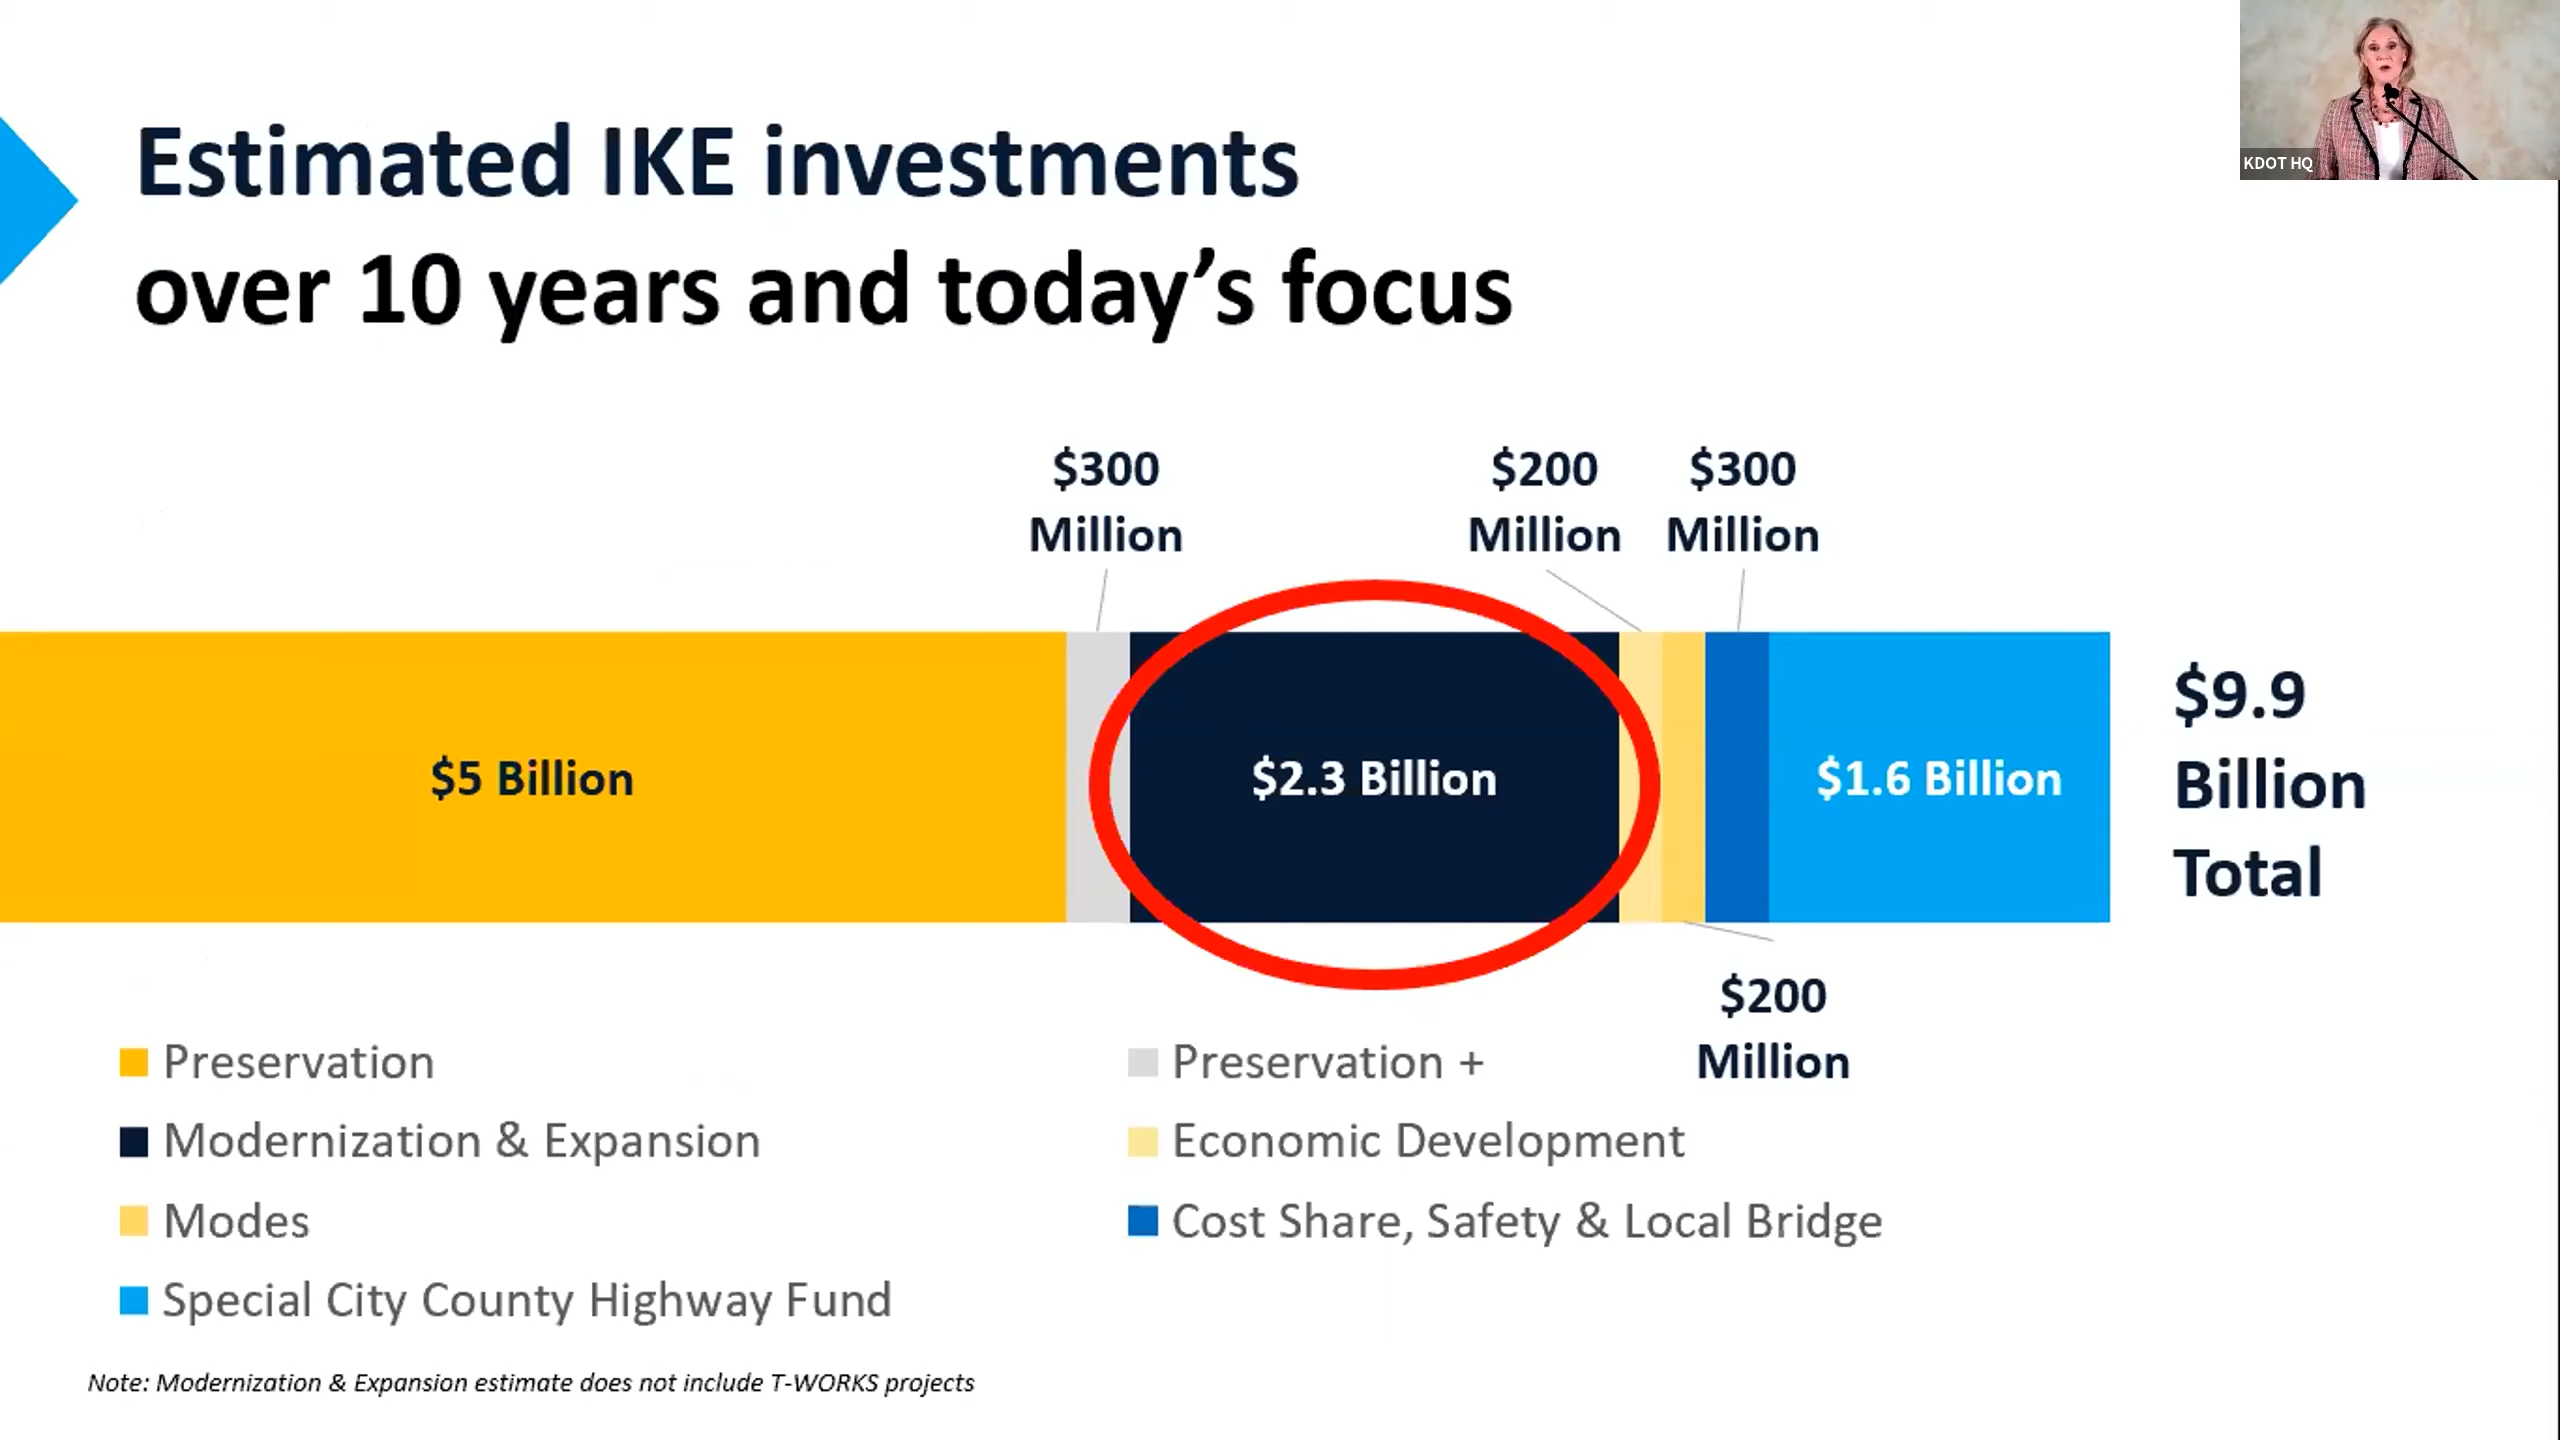 KDOT HQ
Estimated IKE investments
over 10 years and today’s focus
$300
Million
$200
Million
$300
Million
$5 Billion
$2.3 Billion
$1.6 Billion
$9.9
Billion
Total
$200
Million
Preservation
Preservation +
Modernization & Expansion
Economic Development
Modes
Cost Share, Safety & Local Bridge
Special City County Highway Fund
Note: Modernization & Expansion estimate does not include T-WORKS projects